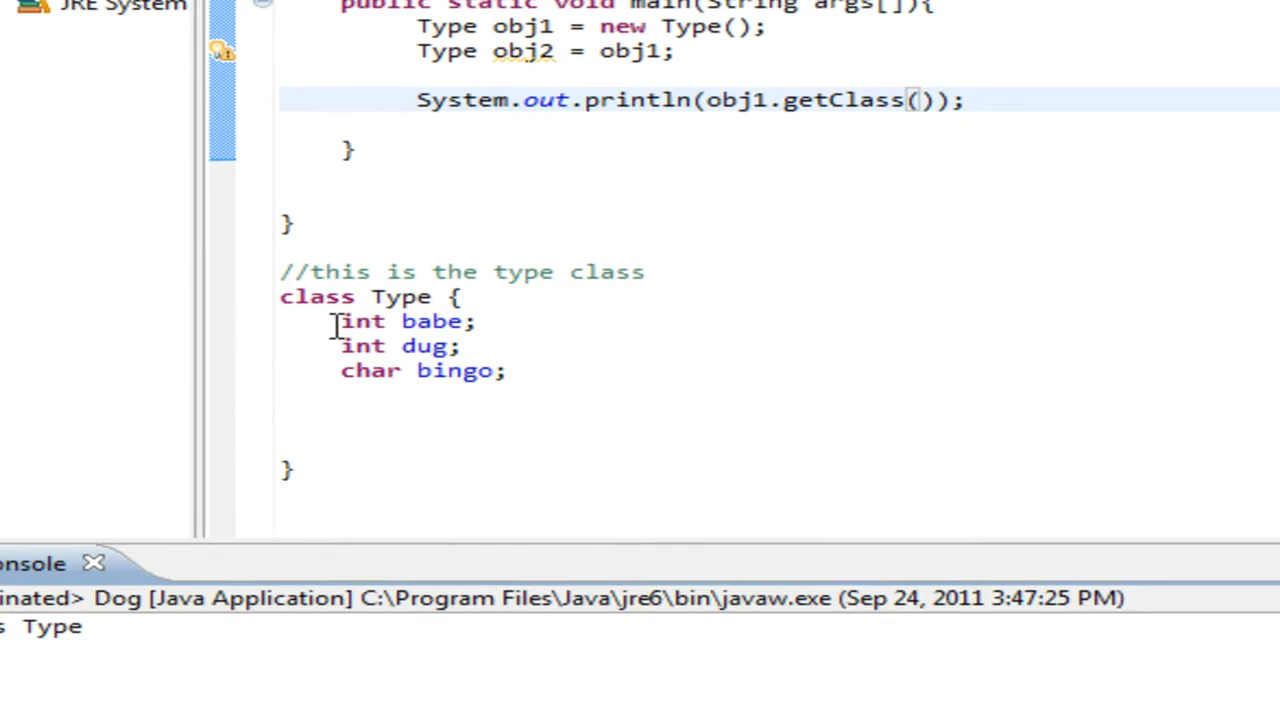 JRE System
public static void main(String args[]){
Type obj1 = new Type();
Type obj2 = obj1;
System.out.println(obj1.getClass());
}
}
//this is the type class
class Type {
int babe;
int dug;
char bingo;
}
onsole
inated> Dog [Java Application] C:\Program Files\Java\jre6\bin\javaw.exe (Sep 24, 2011 3:47:25 PM)
s Type